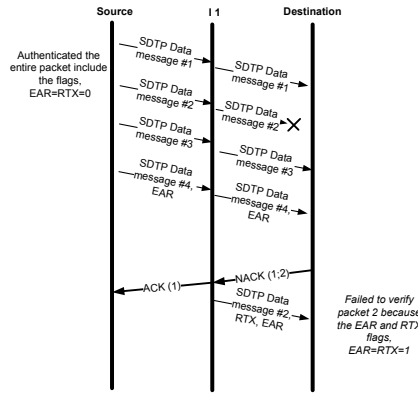 Source
I 1
Destination
Authenticated the
entire packet include
the flags,
EAR=RTX=0
SDTP Data
message #1
SDTP Data
message #1
SDTP Data
message #2
SDTP Data
message #2
SDTP Data
message #3
SDTP Data
message #3
SDTP Data
message #4,
EAR
SDTP Data
message #4,
EAR
NACK (1;2)
ACK (1)
SDTP Data
message #2,
RTX, EAR
Failed to verify
packet 2 because
the EAR and RTX
flags,
EAR=RTX=1